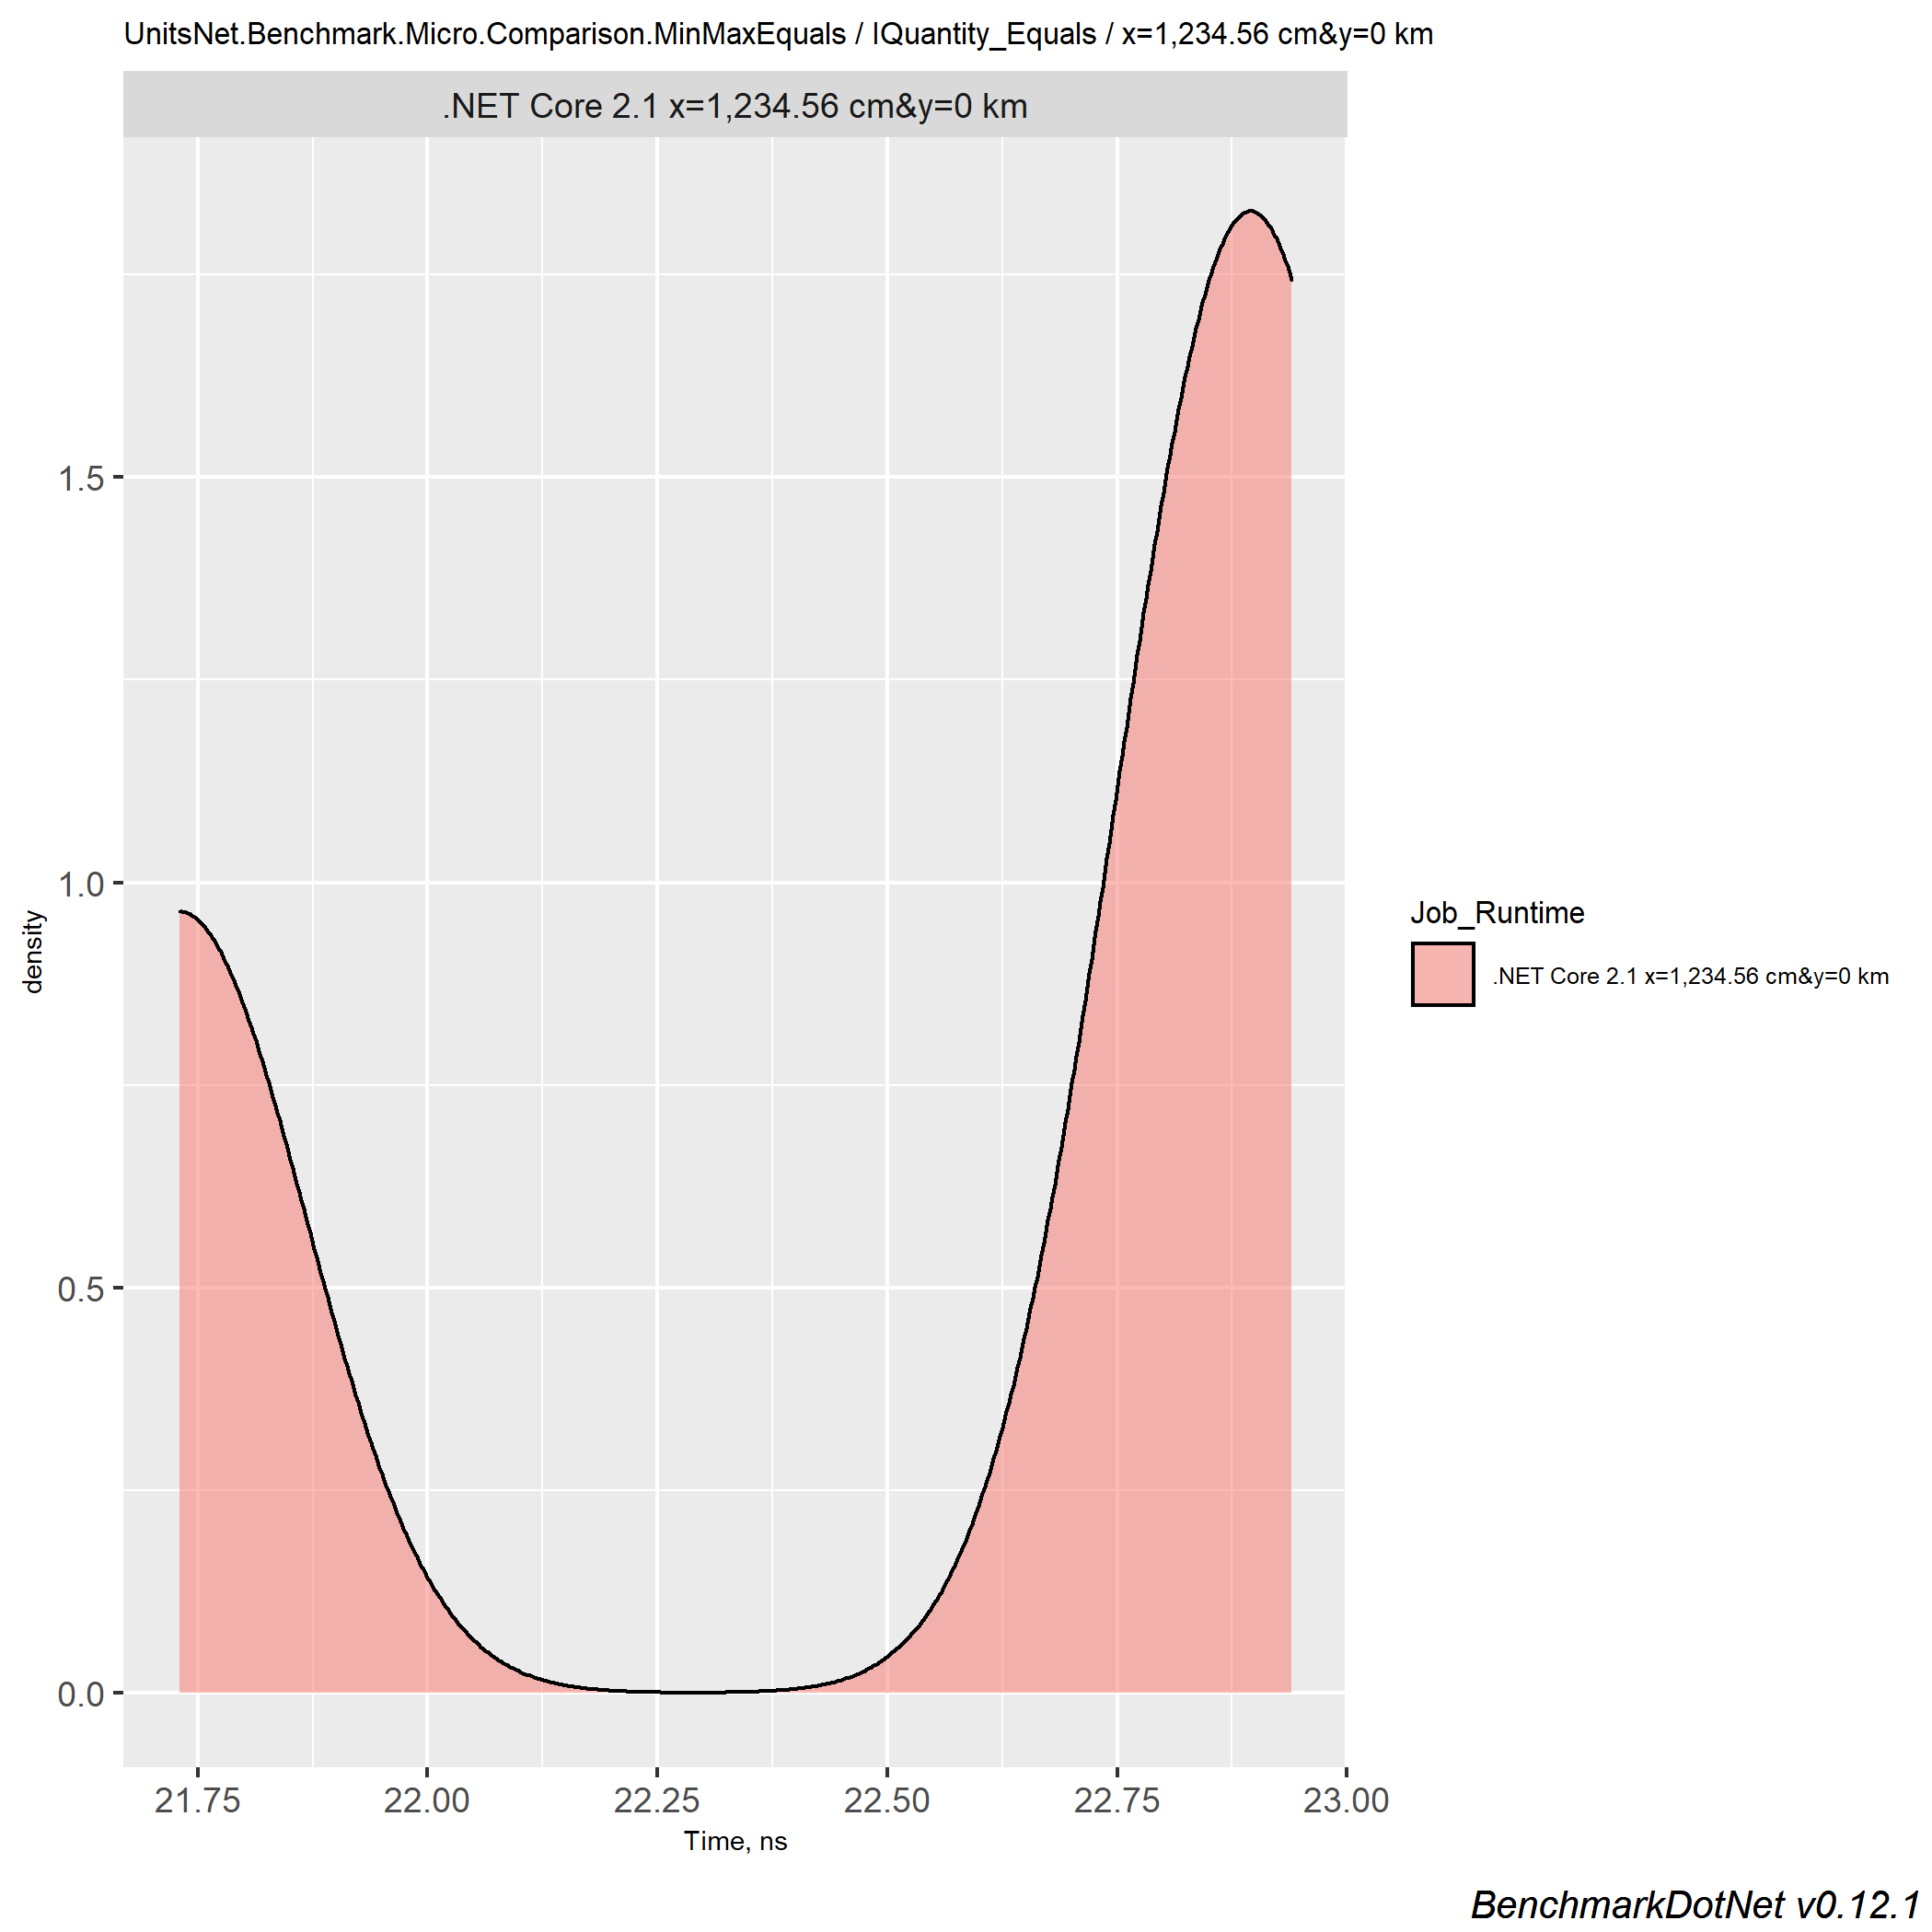 UnitsNet.Benchmark.Micro.Comparison.MinMaxEquals / IQuantity_Equals / x=1,234.56 cm&y=0 km
.NET Core 2.1 x=1,234.56 cm&y=0 km
1.5
1.0
0.5
0.0
density
21.75 22.00 22.25 22.50 22.75 23.00
Time, ns
Job_Runtime
.NET Core 2.1 x=1,234.56 cm&y=0 km
BenchmarkDotNet v0.12.1